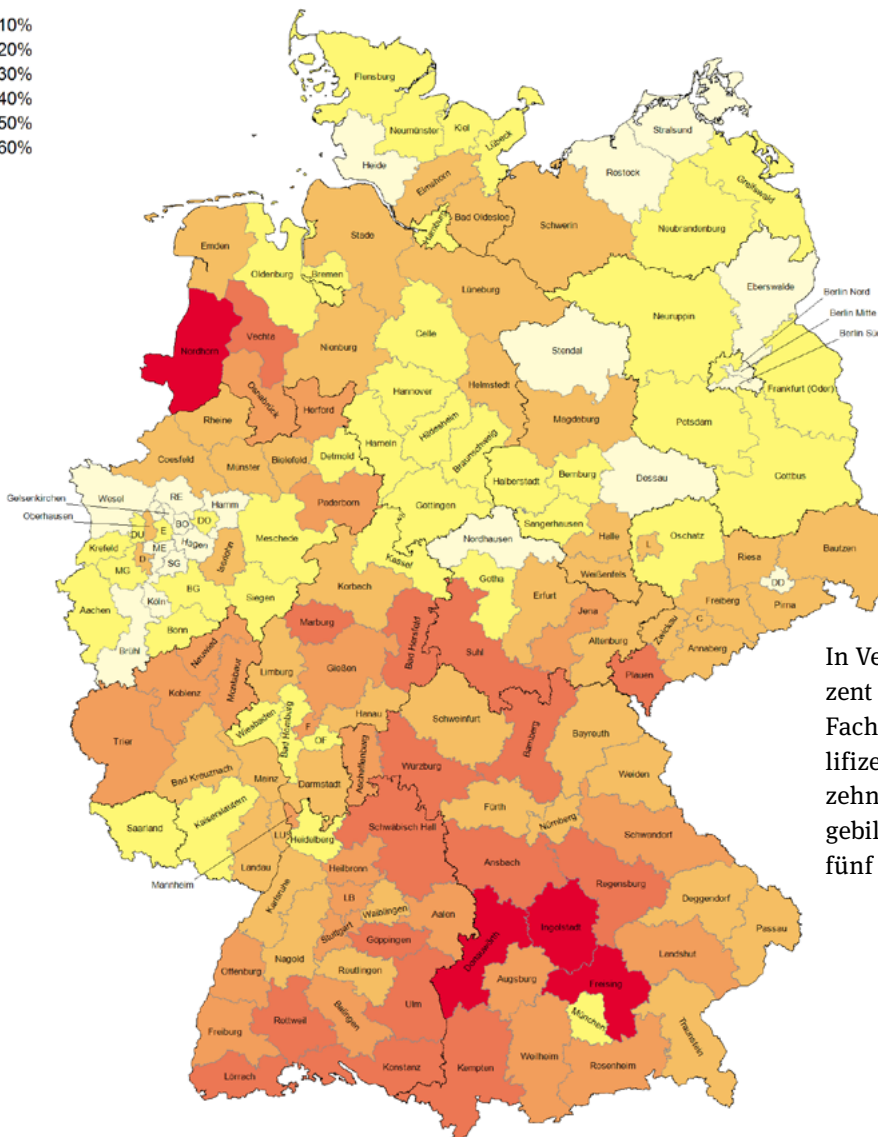 10%
20%
30%
40%
50%
60%
Flensburg
Neumünster
Kiel
Lübeck
Heide
Elmshorn
Hamburg
Bad Oldesloe
Stralsund
Rostock
Greifswald
Schwerin
Neubrandenburg
Emden
Oldenburg
Bremen
Stade
Lüneburg
Eberswalde
Berlin Nord
Berlin Mitte
Berlin Sü
Neuruppin
Nordhorn
Vechta
Nienburg
Celle
Stendal
Osnabrück
Herford
Hannover
Helmstedt
Frankfurt (Oder)
Rheine
Hameln
Hildesheim
Braunschweig
Magdeburg
Potsdam
Coesfeld
Münster
Bielefeld
Detmold
Halberstadt
Bernburg
Dessau
Cottbus
Gelsenkirchen
Oberhausen
Wesel
RE
Hamm
Paderborn
Göttingen
Sangerhausen
BO
DO
DU
E
Krefeld
D
ME
Hagen
Iserlohn
Meschede
Kassel
Nordhausen
Halle
L
Oschatz
Riesa
Bautzen
MG
SG
BG
Köln
Aachen
Bonn
Brühl
Siegen
Korbach
Gotha
Erfurt
Weißenfels
Jena
Altenburg
Zwickau
C
Freiberg
DD
Pirna
Annaberg
Plauen
Neuwied
Montabaur
Marburg
Bad Hersfeld
Suhl
Koblenz
Limburg
Gießen
Trier
Wiesbaden
Bad Homburg
F
OF
Hanau
Schweinfurt
Bamberg
Bayreuth
Weiden
Aschaffenburg
Bad Kreuznach
Mainz
Darmstadt
Würzburg
Saarland
Kaiserslautern
LU
Heidelberg
Mannheim
Landau
Schwäbisch Hall
Fürth
Nürnberg
Schwandorf
Karlsruhe
Heilbronn
Ansbach
Regensburg
LB
Waiblingen
Stuttgart
Aalen
Göppingen
Deggendorf
Passau
Ingolstadt
Donauwörth
Landshut
Nagold
Reutlingen
Offenburg
Augsburg
Freising
Ulm
Balingen
Rottweil
Freiburg
München
Traunstein
Lörrach
Konstanz
Kempten
Weilheim
Rosenheim
In Ve
zent
Fach
lifize
zehn
gebil
fünf